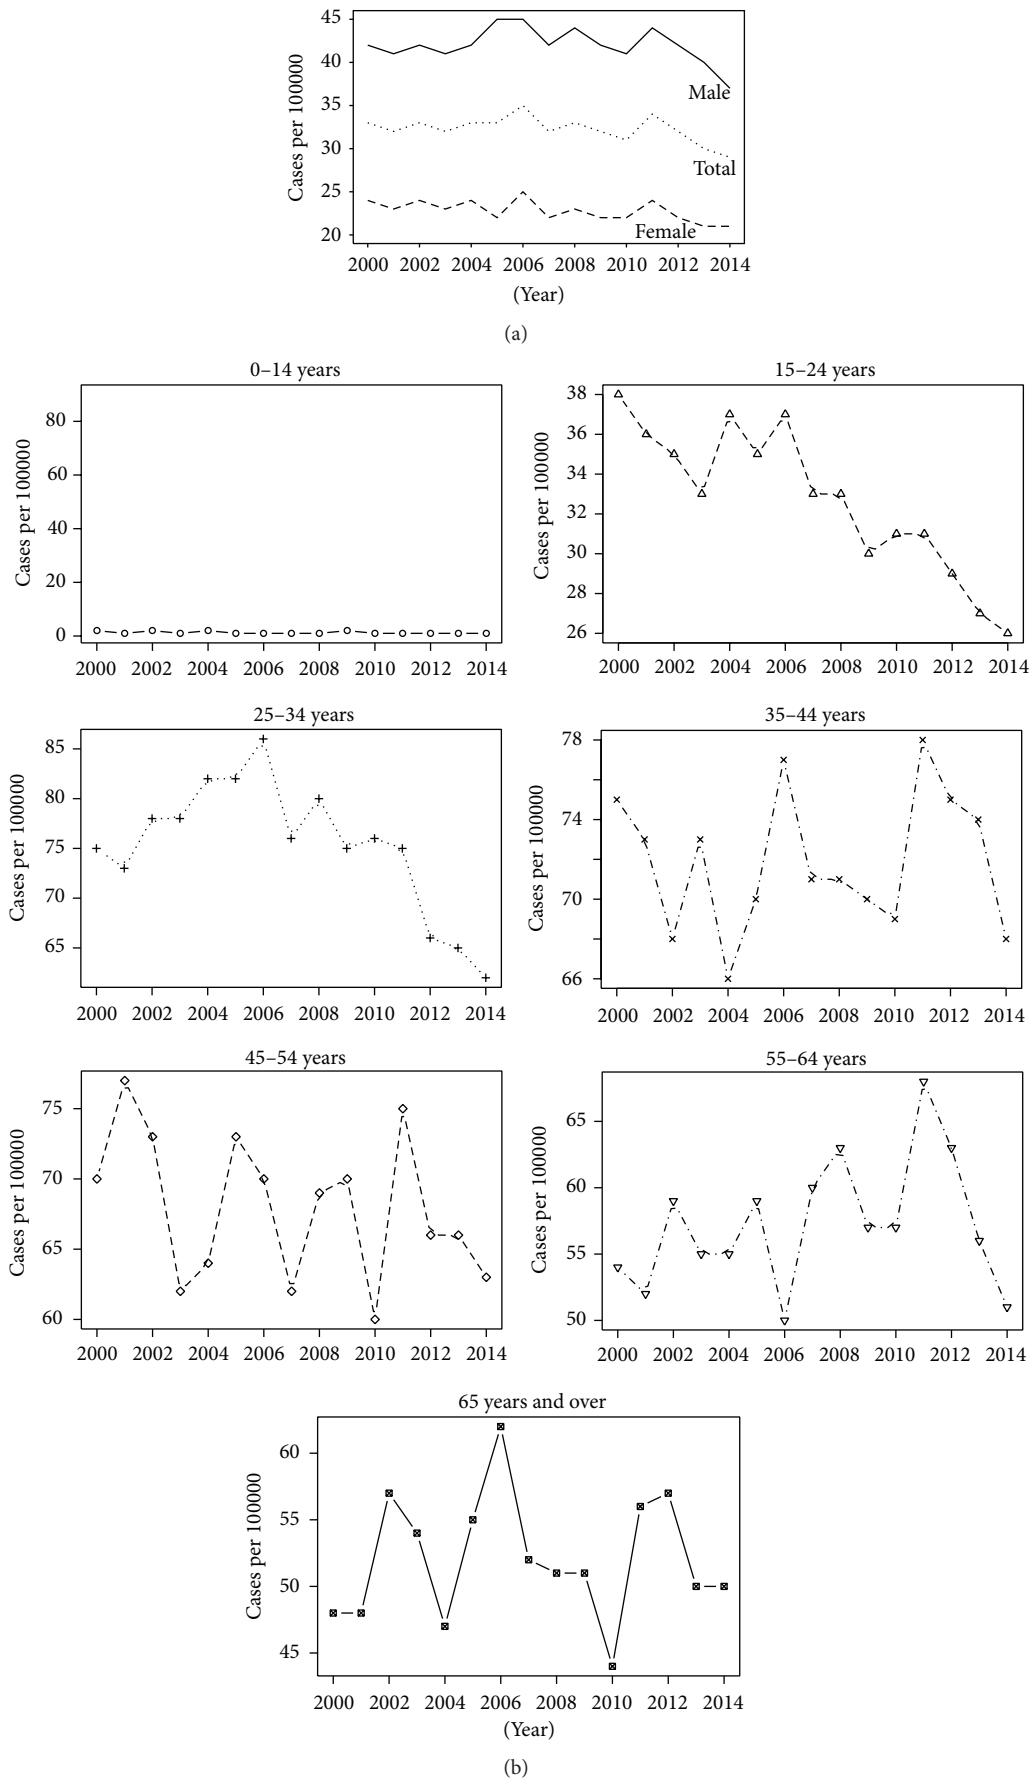 45
40
35
30
25
20
Cases per 100000
Male
Total
Female
2000 2002 2004 2006 2008 2010 2012 2014
(Year)
(a)
0–14 years
80
60
40
20
0
Cases per 100000
2000 2002 2004 2006 2008 2010 2012 2014
15–24 years
38
36
34
32
30
28
26
Cases per 100000
2000 2002 2004 2006 2008 2010 2012 2014
25–34 years
85
80
75
70
65
Cases per 100000
2000 2002 2004 2006 2008 2010 2012 2014
35–44 years
78
74
70
66
Cases per 100000
2000 2002 2004 2006 2008 2010 2012 2014
45–54 years
75
70
65
60
Cases per 100000
2000 2002 2004 2006 2008 2010 2012 2014
55–64 years
65
60
55
50
Cases per 100000
2000 2002 2004 2006 2008 2010 2012 2014
65 years and over
60
55
50
45
Cases per 100000
2000 2002 2004 2006 2008 2010 2012 2014
(Year)
(b)